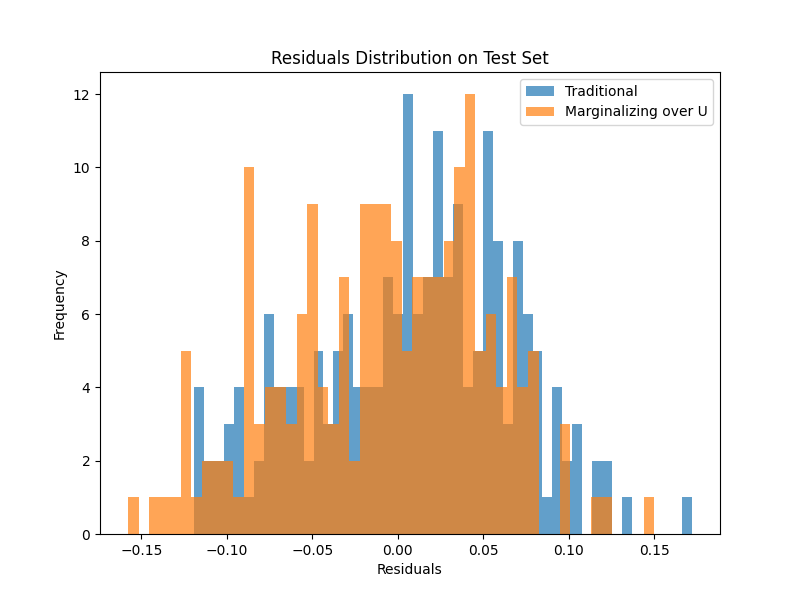 Residuals Distribution on Test Set
Traditional
Marginalizing over U
12
10
8
6
4
2
0
Frequency
−0.15
−0.10
−0.05
0.00
0.05
0.10
0.15
Residuals